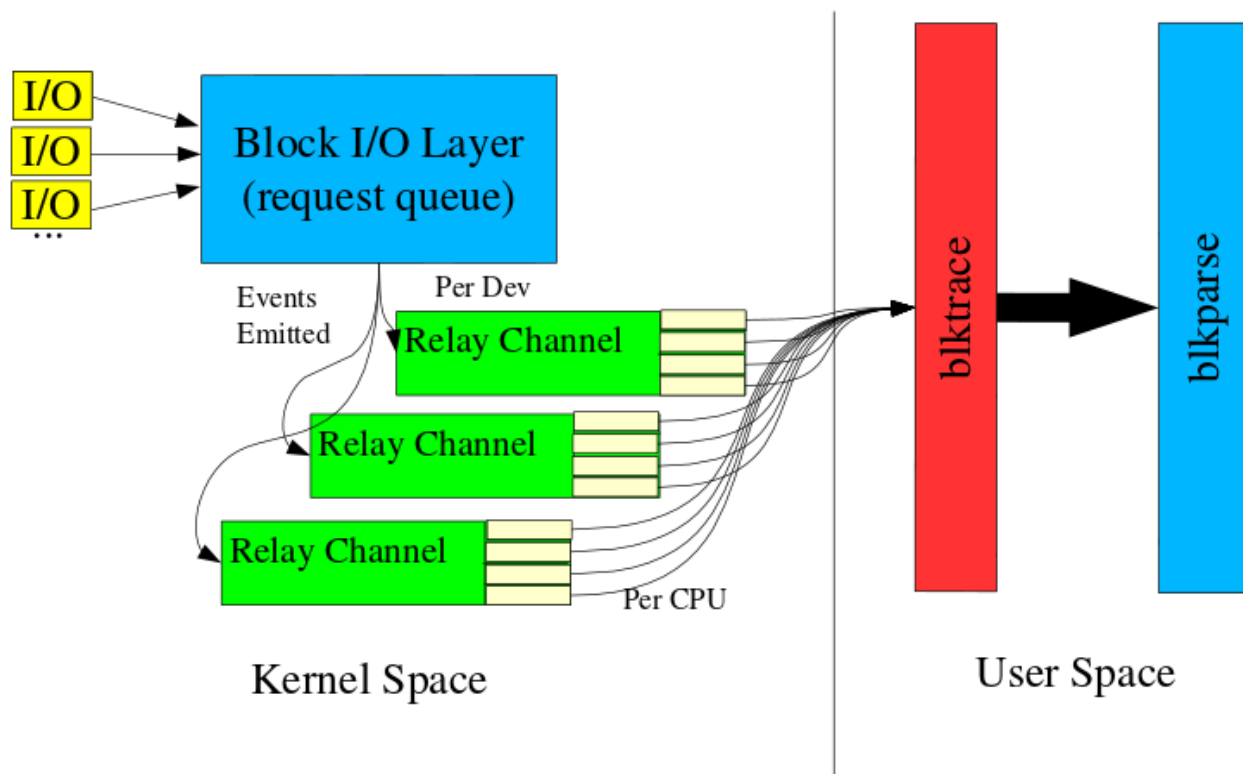 I/O
I/O
I/O
...
Block I/O Layer
(request queue)
Events
Emitted
Per Dev
Relay Channel
Relay Channel
Relay Channel
Per CPU
Kernel Space
blktrace
blkparse
User Space